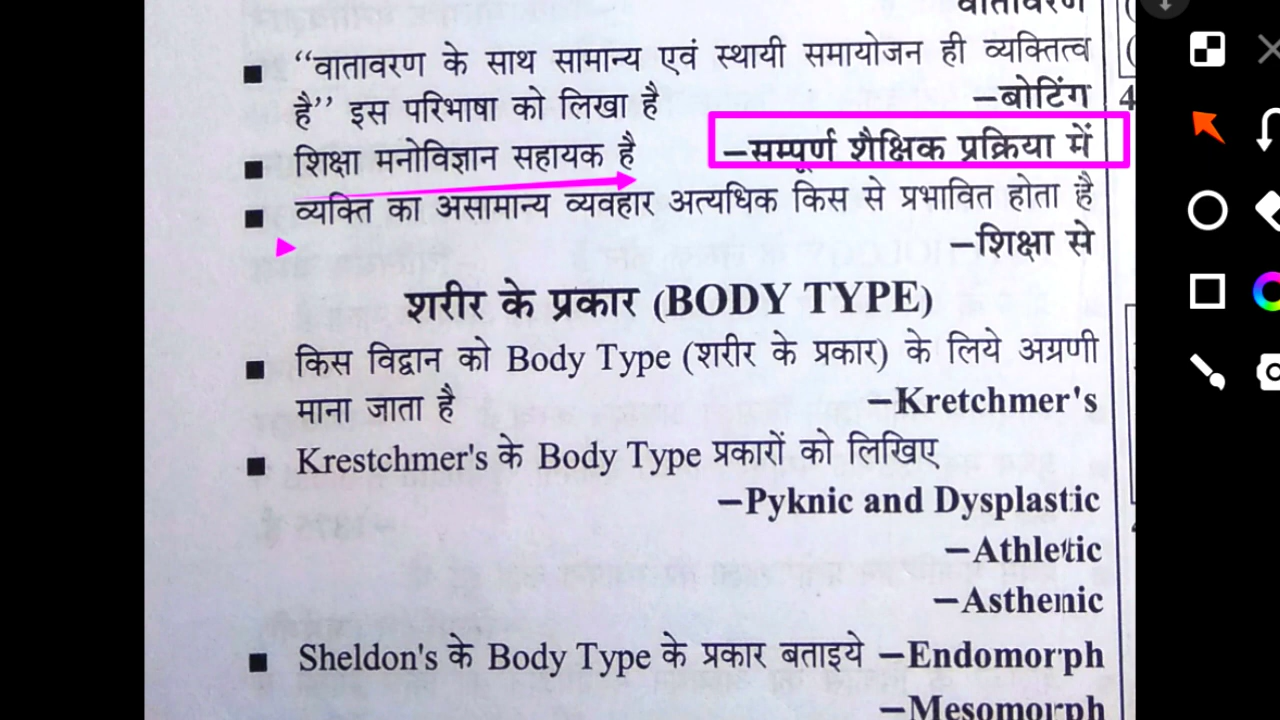 वातावरण
■ “वातावरण के साथ सामान्य एवं स्थायी समायोजन ही व्यक्तित्व
है” इस परिभाषा को लिखा है –बोटिंग
■ शिक्षा मनोविज्ञान सहायक है –सम्पूर्ण शैक्षिक प्रक्रिया में
■ व्यक्ति का असामान्य व्यवहार अत्यधिक किस से प्रभावित होता है
–शिक्षा से
शरीर के प्रकार (BODY TYPE)
■ किस विद्वान को Body Type (शरीर के प्रकार) के लिये अग्रणी
माना जाता है –Kretchmer's
■ Krestchmer's के Body Type प्रकारों को लिखिए
–Pyknic and Dysplastic
–Athletic
–Asthenic
■ Sheldon's के Body Type के प्रकार बताइये –Endomorph
–Mesomorph
4